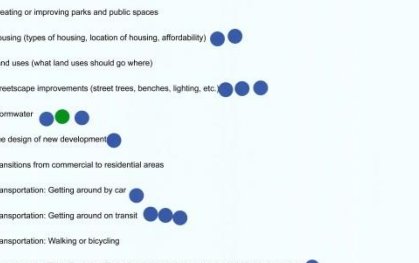 eating or improving parks and public spaces
ousing (types of housing, location of housing, affordability)
nd uses (what land uses should go where)
reetscape improvements (street trees, benches, lighting, etc.)
ormwater
e design of new development
ansitions from commercial to residential areas
ansportation: Getting around by car
ansportation: Getting around on transit
ansportation: Walking or bicycling